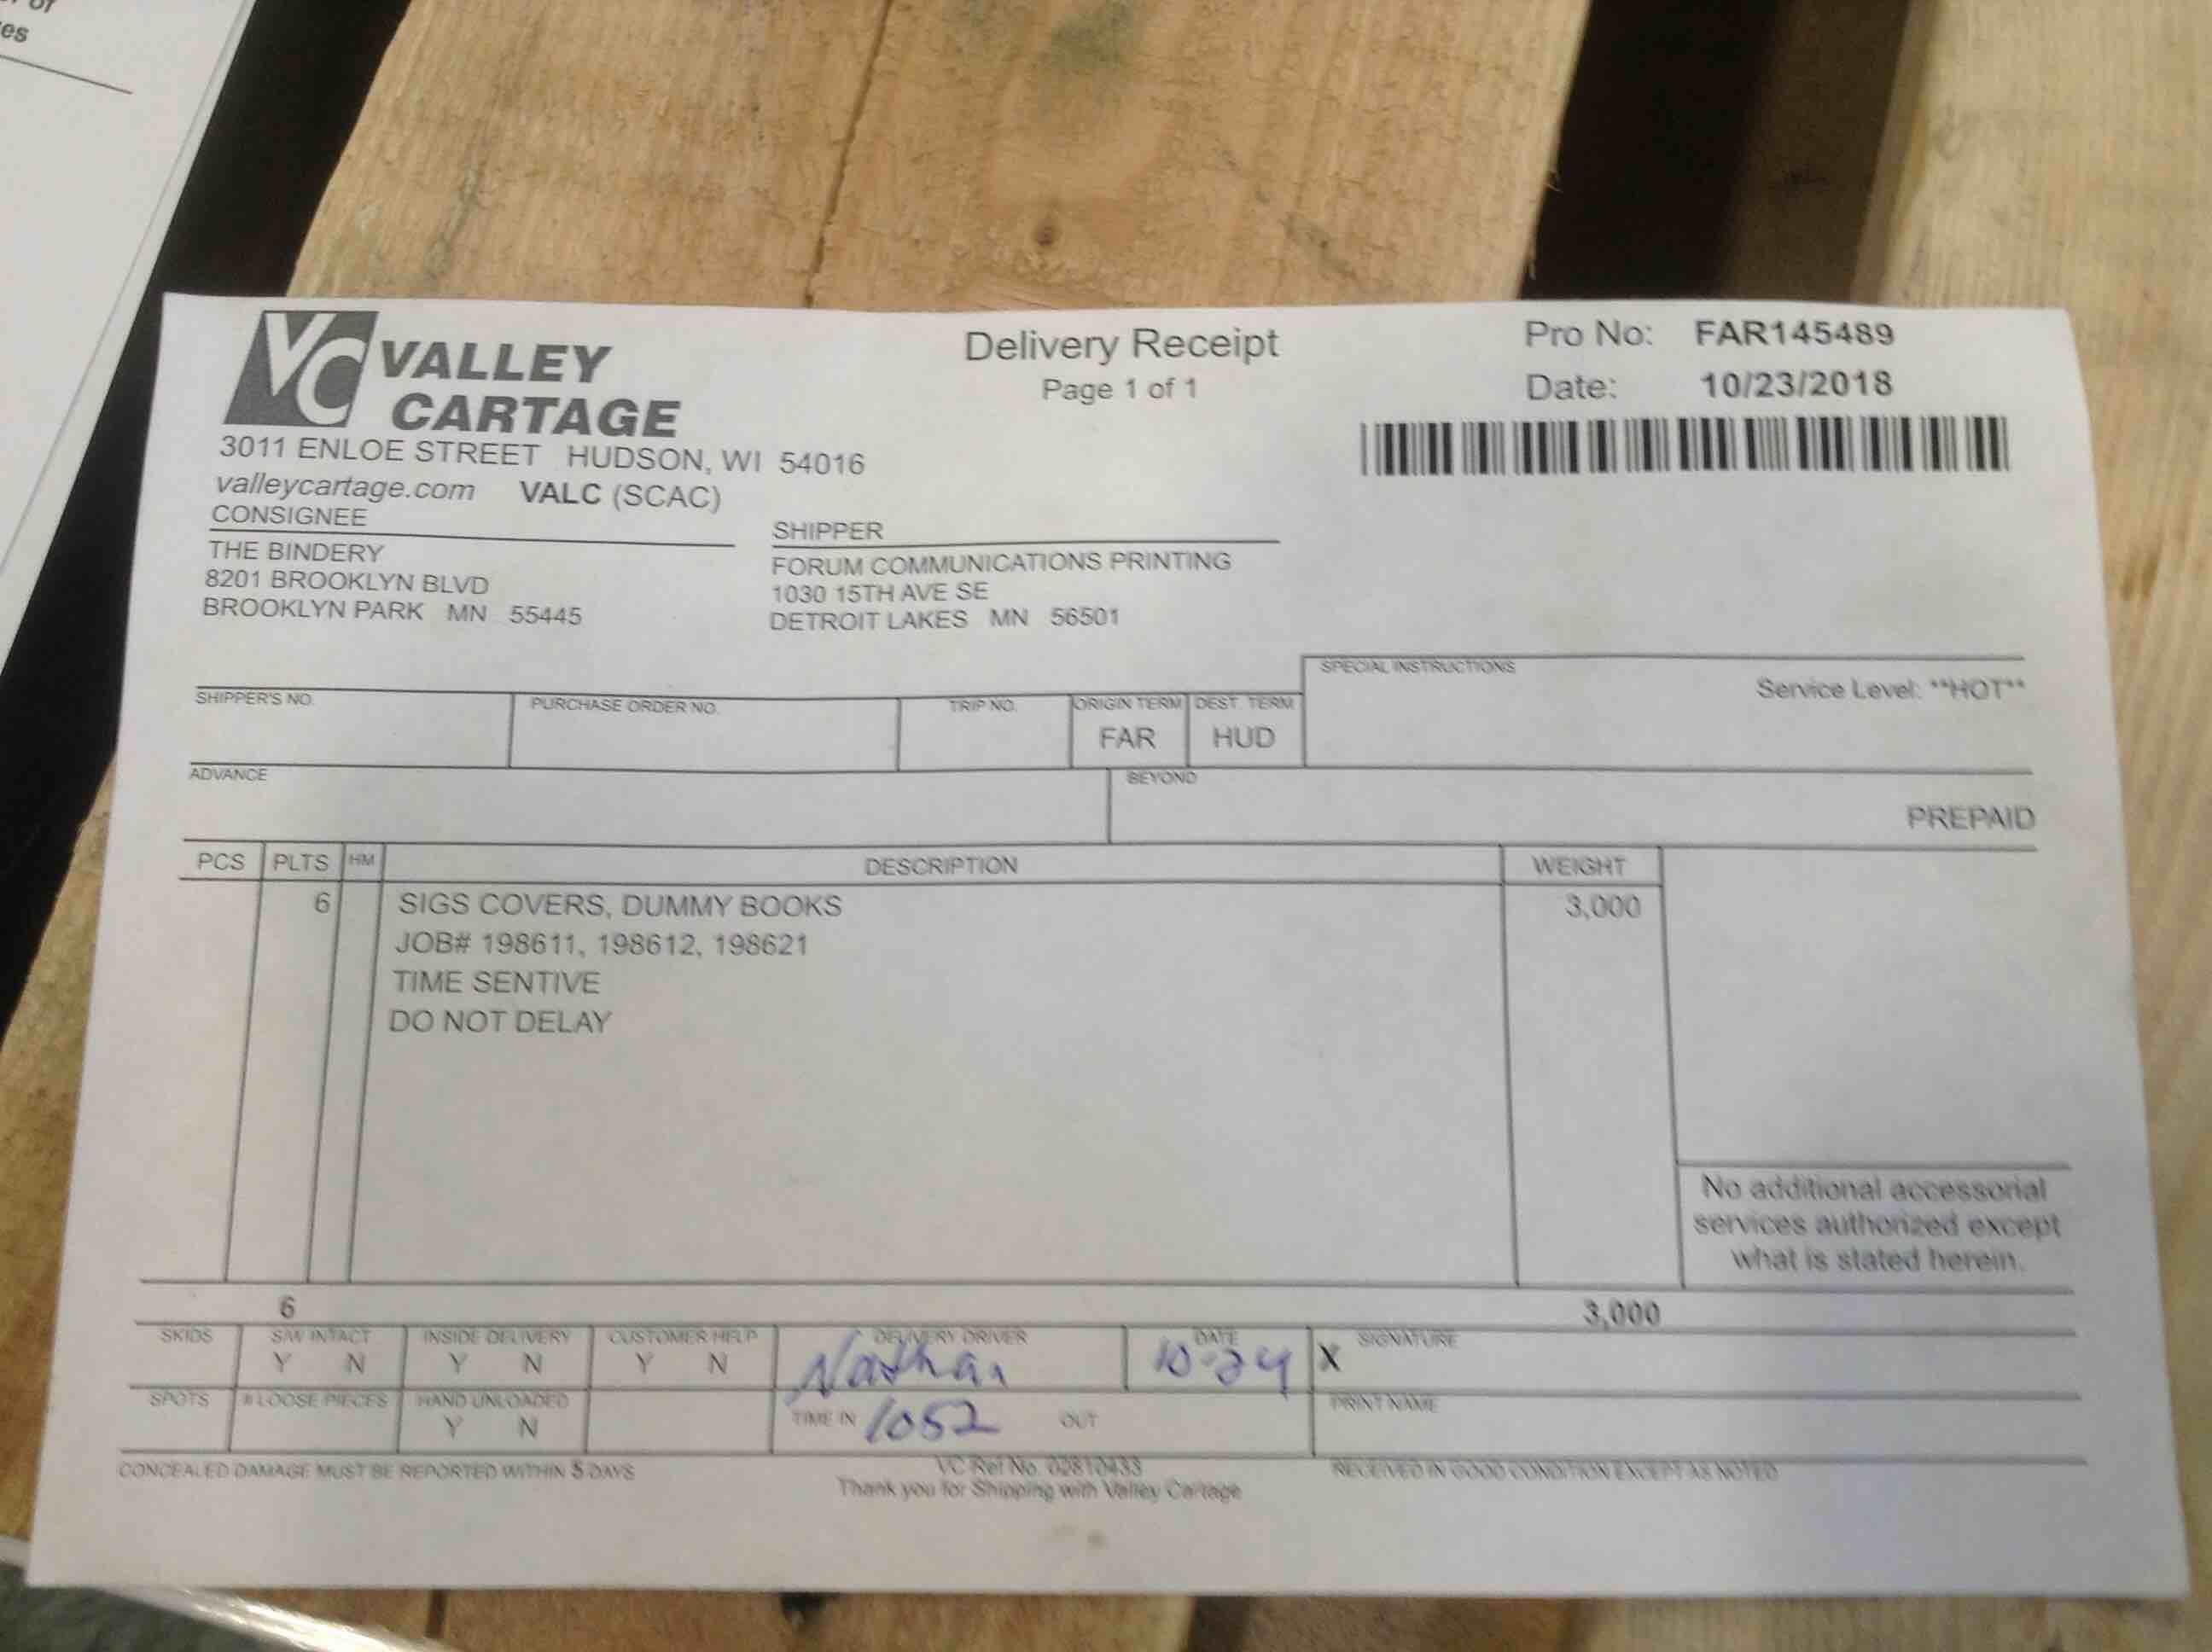 es
VC VALLEY CARTAGE
3011 ENLOE STREET HUDSON, WI 54016
valleycartage.com VALC (SCAC)
Delivery Receipt
Page 1 of 1
Pro No: FAR145489
Date: 10/23/2018
CONSIGNEE
THE BINDERY
8201 BROOKLYN BLVD
BROOKLYN PARK MN 55445
SHIPPER
FORUM COMMUNICATIONS PRINTING
1030 15TH AVE SE
DETROIT LAKES MN 56501
SPECIAL INSTRUCTIONS
Service Level: **HOT**
SHIPPER'S NO. PURCHASE ORDER NO. TRIP NO. ORIGIN TERM DEST. TERM
FAR HUD
ADVANCE BEYOND
PREPAID
PCS PLTS HM DESCRIPTION WEIGHT
6 SIGS COVERS, DUMMY BOOKS 3,000
JOB# 198611, 198612, 198621
TIME SENTIVE
DO NOT DELAY
No additional accessorial
services authorized except
what is stated herein.
6 3,000
SKIDS S/W INTACT INSIDE DELIVERY CUSTOMER HELP DELIVERY DRIVER DATE SIGNATURE
Y N Y N Y N Nathan 10-24 X
SPOTS # LOOSE PIECES HAND UNLOADED TIME IN 1052 OUT PRINT NAME
Y N
CONCEALED DAMAGE MUST BE REPORTED WITHIN 5 DAYS
VC Ref No. 02810433
Thank you for Shipping with Valley Cartage
RECEIVED IN GOOD CONDITION EXCEPT AS NOTED